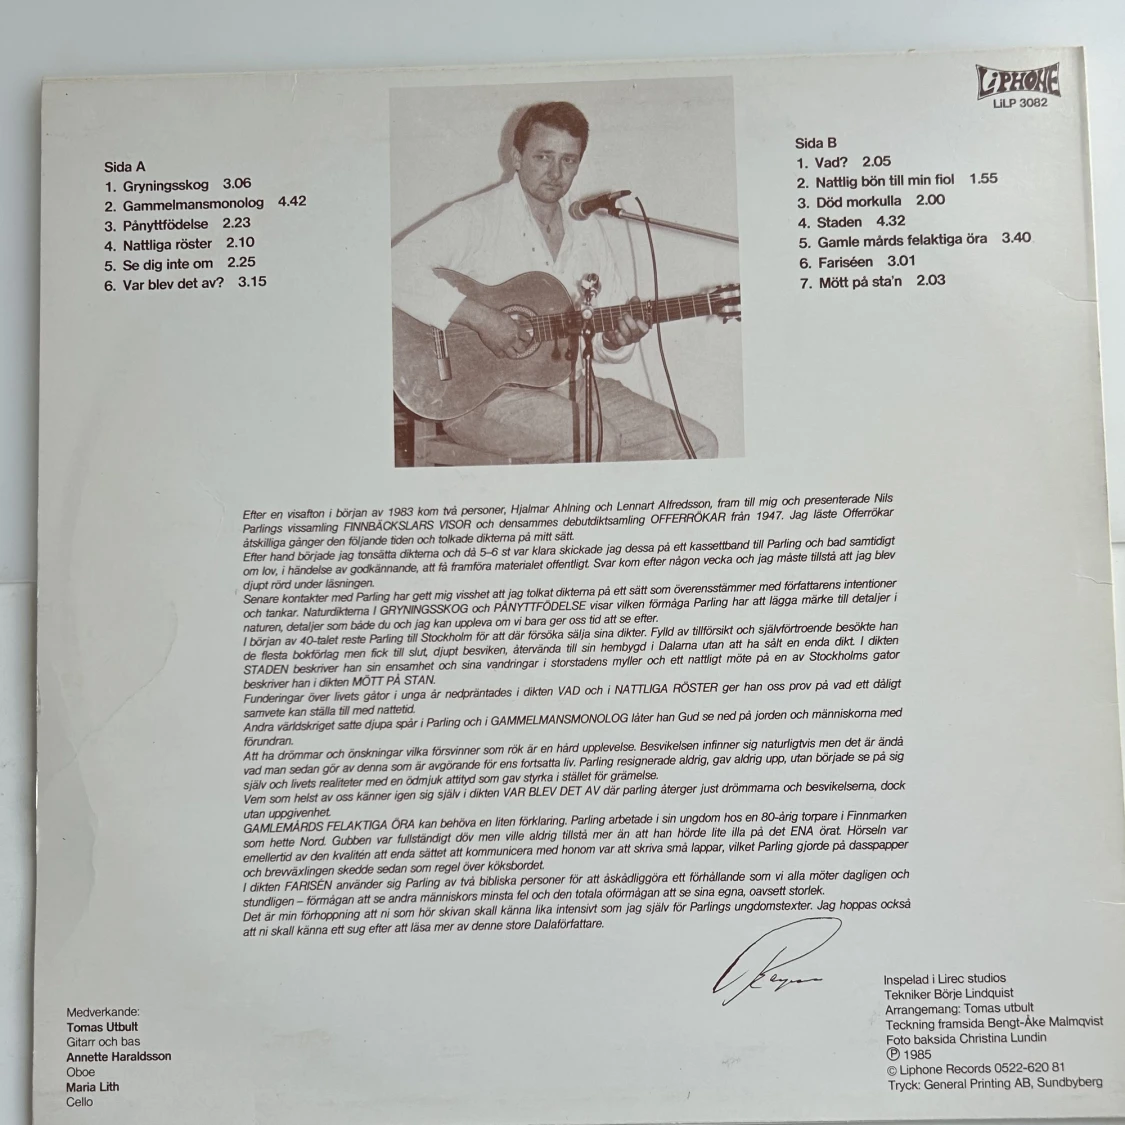 LiPHONE
LiLP 3082
Sida A
1. Gryningsskog 3.06
2. Gammelmansmonolog 4.42
3. Pånyttfödelse 2.23
4. Nattliga röster 2.10
5. Se dig inte om 2.25
6. Var blev det av? 3.15
Sida B
1. Vad? 2.05
2. Nattlig bön till min fiol 1.55
3. Död morkulla 2.00
4. Staden 4.32
5. Gamle mårds felaktiga öra 3.40
6. Fariséen 3.01
7. Mött på sta'n 2.03
Efter en visafton i början av 1983 kom två personer, Hjalmar Ahlning och Lennart Alfredsson, fram till mig och presenterade Nils
Parlings vissamling FINNBÄCKSLARS VISOR och densammes debutdiktsamling OFFERRÖKAR från 1947. Jag läste Offerrökar
åtskilliga gånger den följande tiden och tolkade dikterna på mitt sätt.
Efter hand började jag tonsätta dikterna och då 5–6 st var klara skickade jag dessa på ett kassettband till Parling och bad samtidigt
om lov, i händelse av godkännande, att få framföra materialet offentligt. Svar kom efter någon vecka och jag måste tillstå att jag blev
djupt rörd under läsningen.
Senare kontakter med Parling har gett mig visshet att jag tolkat dikterna på ett sätt som överensstämmer med författarens intentioner
och tankar. Naturdikterna I GRYNINGSSKOG och PÅNYTTFÖDELSE visar vilken förmåga Parling har att lägga märke till detaljer i
naturen, detaljer som både du och jag kan uppleva om vi bara ger oss tid att se efter.
I början av 40-talet reste Parling till Stockholm för att där försöka sälja sina dikter. Fylld av tillförsikt och självförtroende besökte han
de flesta bokförlag men fick till slut, djupt besviken, återvända till sin hembygd i Dalarna utan att ha sålt en enda dikt. I dikten
STADEN beskriver han sin ensamhet och sina vandringar i storstadens myller och ett nattligt möte på en av Stockholms gator
beskriver han i dikten MÖTT PÅ STAN.
Funderingar över livets gåtor i unga år nedpräntades i dikten VAD och i NATTLIGA RÖSTER ger han oss prov på vad ett dåligt
samvete kan ställa till med nattetid.
Andra världskriget satte djupa spår i Parling och i GAMMELMANSMONOLOG låter han Gud se ned på jorden och människorna med
förundran.
Att ha drömmar och önskningar vilka försvinner som rök är en hård upplevelse. Besvikelsen infinner sig naturligtvis men det är ändå
vad man sedan gör av denna som är avgörande för ens fortsatta liv. Parling resignerade aldrig, gav aldrig upp, utan började se på sig
själv och livets realiteter med en ödmjuk attityd som gav styrka i stället för grämelse.
Vem som helst av oss känner igen sig själv i dikten VAR BLEV DET AV där parling återger just drömmarna och besvikelserna, dock
utan uppgivenhet.
GAMLEMÅRDS FELAKTIGA ÖRA kan behöva en liten förklaring. Parling arbetade i sin ungdom hos en 80-årig torpare i Finnmarken
som hette Nord. Gubben var fullständigt döv men ville aldrig tillstå mer än att han hörde lite illa på det ENA örat. Hörseln var
emellertid av den kvalitén att enda sättet att kommunicera med honom var att skriva små lappar, vilket Parling gjorde på dasspapper
och brevväxlingen skedde sedan som regel över köksbordet.
I dikten FARISÉN använder sig Parling av två bibliska personer för att åskådliggöra ett förhållande som vi alla möter dagligen och
stundligen – förmågan att se andra människors minsta fel och den totala oförmågan att se sina egna, oavsett storlek.
Det är min förhoppning att ni som hör skivan skall känna lika intensivt som jag själv för Parlings ungdomstexter. Jag hoppas också
att ni skall känna ett sug efter att läsa mer av denne store Dalaförfattare.
Medverkande:
Tomas Utbult
Gitarr och bas
Annette Haraldsson
Oboe
Maria Lith
Cello
Inspelad i Lirec studios
Tekniker Börje Lindquist
Arrangemang: Tomas utbult
Teckning framsida Bengt-Åke Malmqvist
Foto baksida Christina Lundin
Ⓟ 1985
© Liphone Records 0522-620 81
Tryck: General Printing AB, Sundbyberg